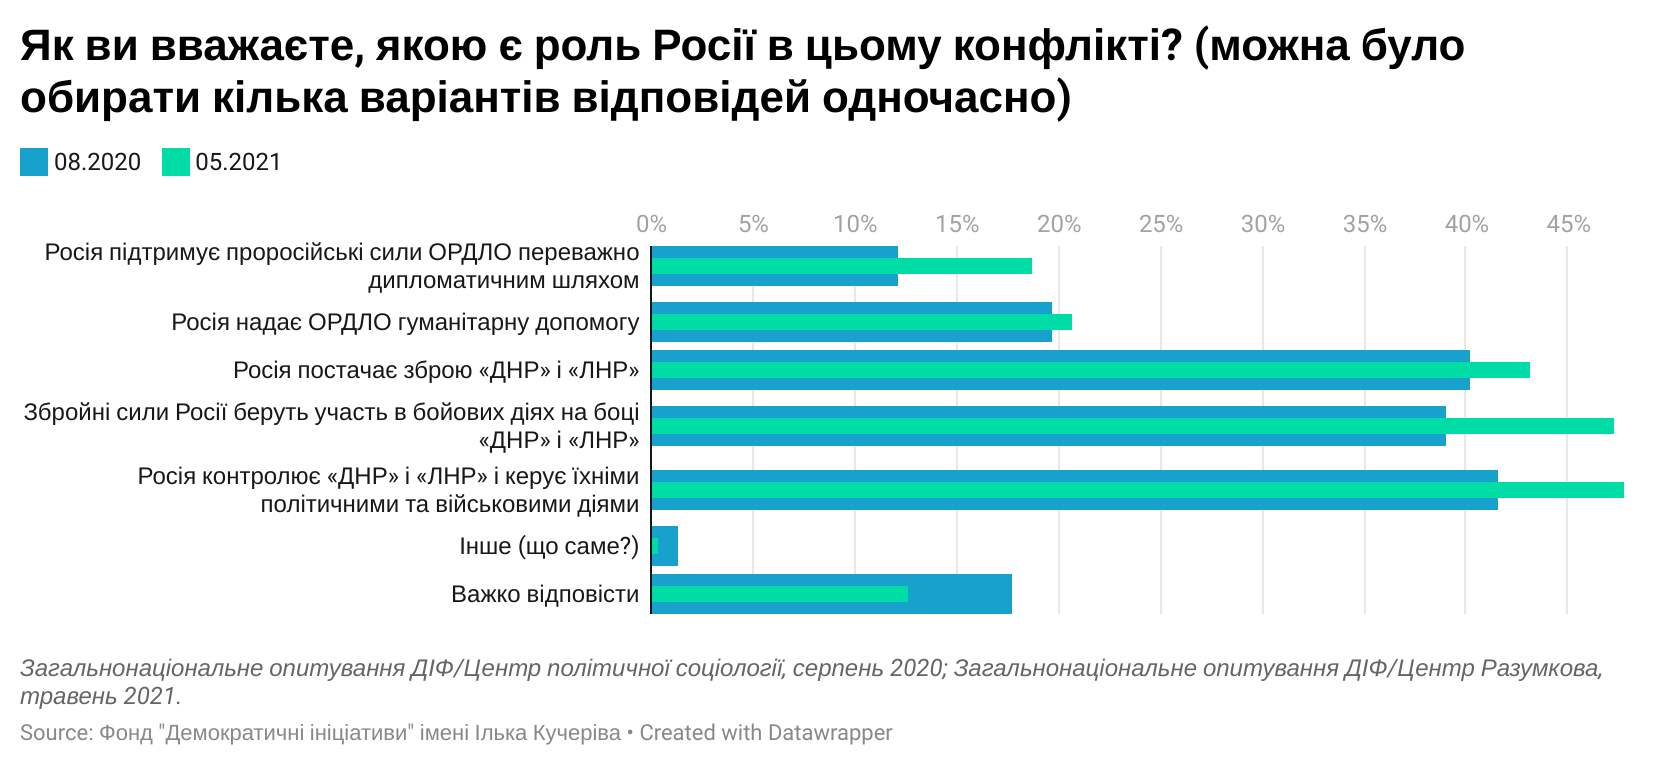 Як ви вважаєте, якою є роль Росії в цьому конфлікті? (можна було
обирати кілька варіантів відповідей одночасно)
08.2020 05.2021
0% 5% 10% 15% 20% 25% 30% 35% 40% 45%
Росія підтримує проросійські сили ОРДЛО переважно
дипломатичним шляхом
Росія надає ОРДЛО гуманітарну допомогу
Росія постачає зброю «ДНР» і «ЛНР»
Збройні сили Росії беруть участь в бойових діях на боці
«ДНР» і «ЛНР»
Росія контролює «ДНР» і «ЛНР» і керує їхніми
політичними та військовими діями
Інше (що саме?)
Важко відповісти
Загальнонаціональне опитування ДІФ/Центр політичної соціології, серпень 2020; Загальнонаціональне опитування ДІФ/Центр Разумкова,
травень 2021.
Source: Фонд "Демократичні ініціативи" імені Ілька Кучеріва • Created with Datawrapper